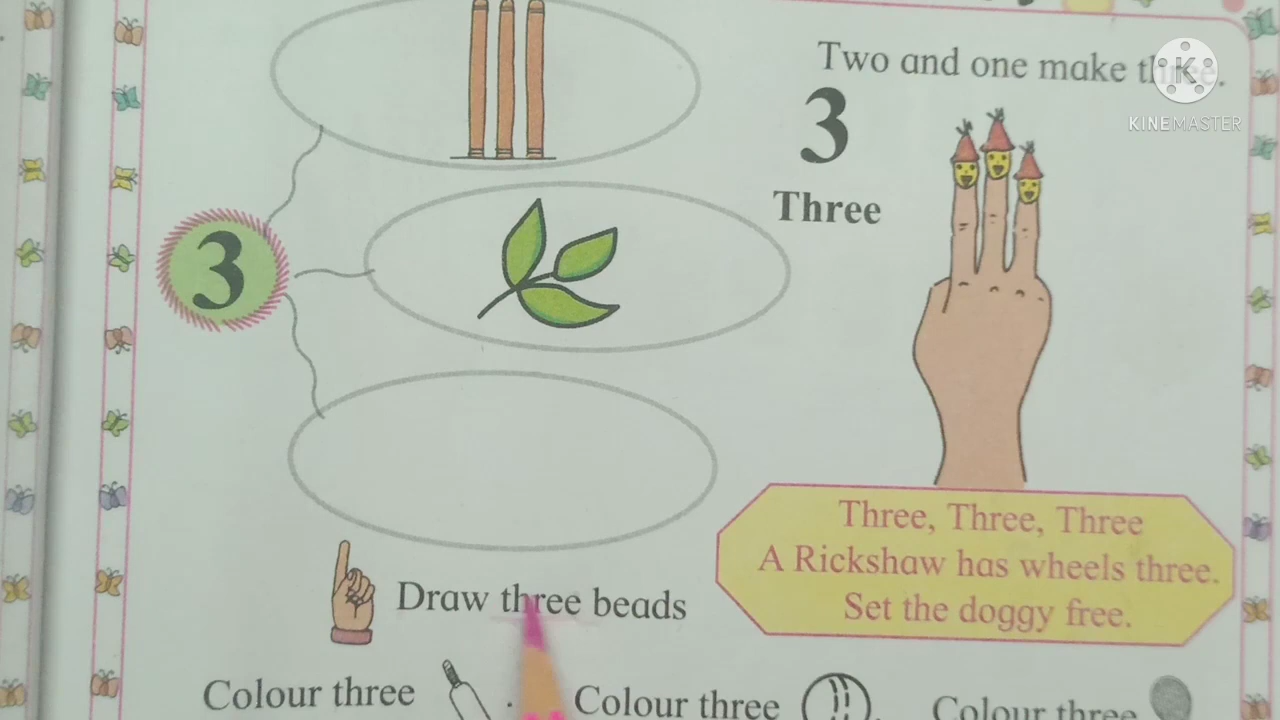 Two and one make three.
K
KINEMASTER
3
Three
3
Three, Three, Three
A Rickshaw has wheels three.
Set the doggy free.
Draw three beads
Colour three
Colour three
Colour three